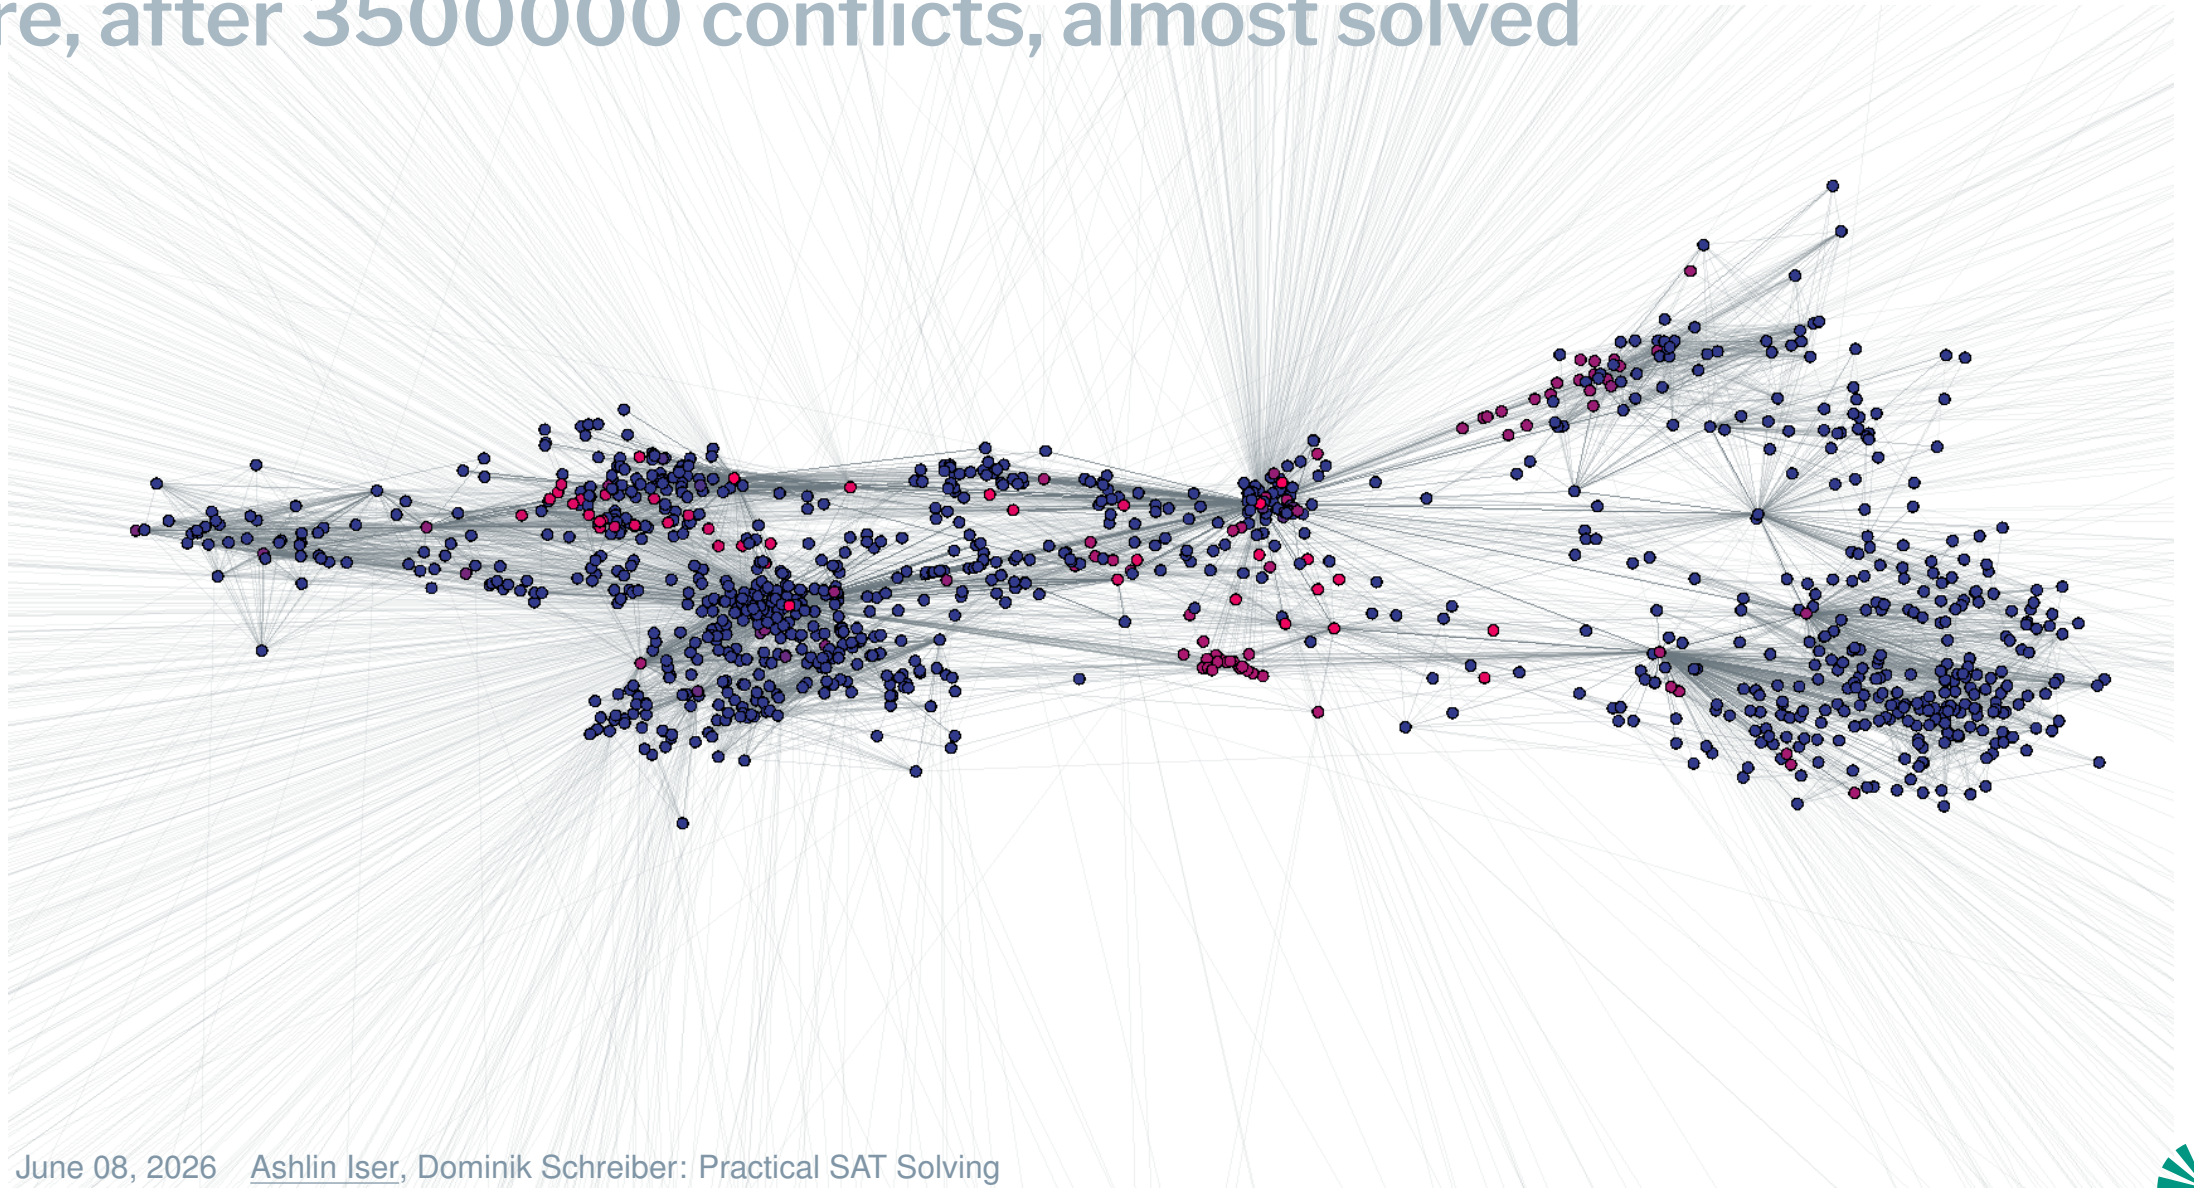 re, after 3500000 conflicts, almost solved
June 08, 2026 Ashlin Iser, Dominik Schreiber: Practical SAT Solving